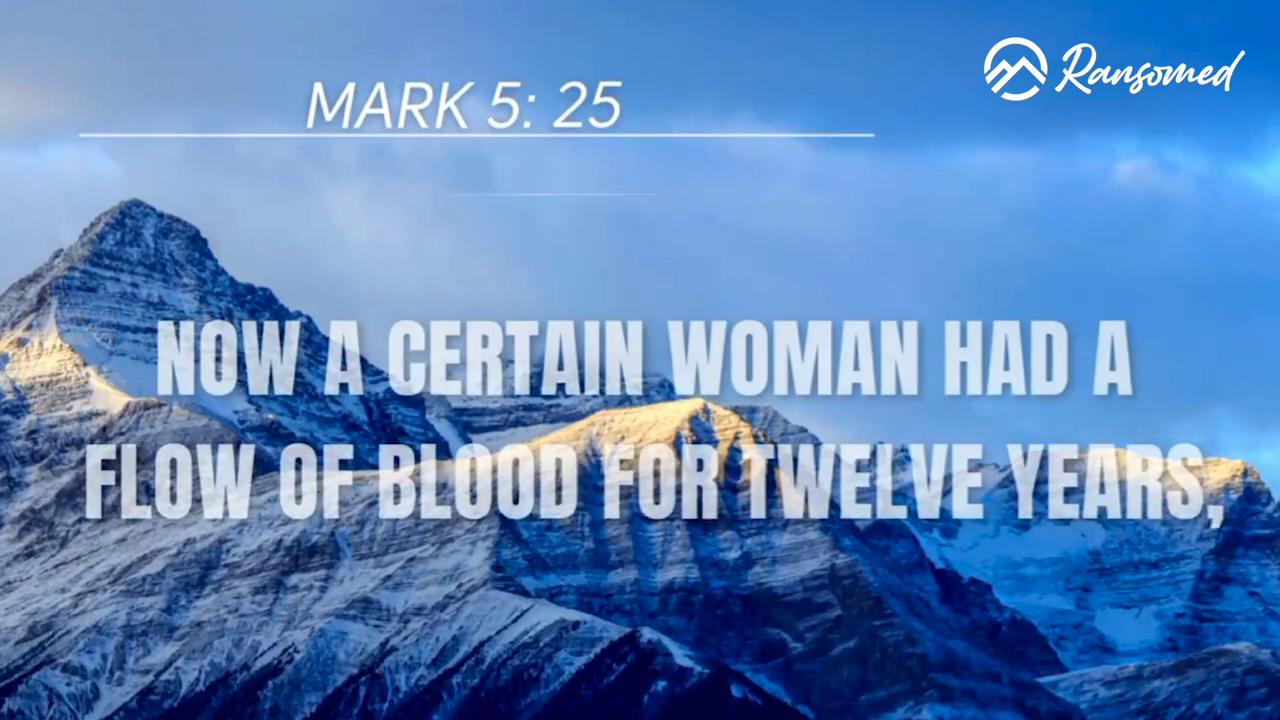 Ransomed
MARK 5: 25
NOW A CERTAIN WOMAN HAD A
FLOW OF BLOOD FOR TWELVE YEARS,